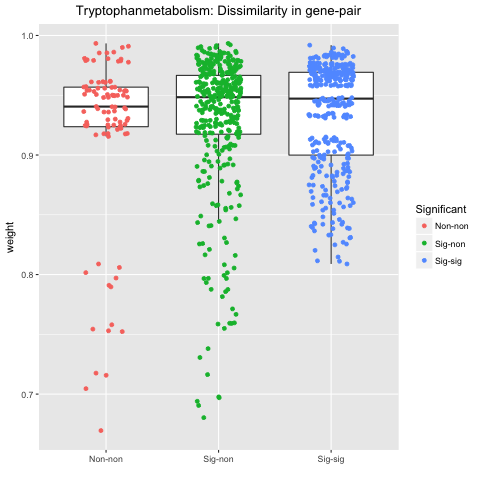 Tryptophanmetabolism: Dissimilarity in gene-pair
1.0
0.9
0.8
0.7
weight
Non-non
Sig-non
Sig-sig
Significant
Non-non
Sig-non
Sig-sig